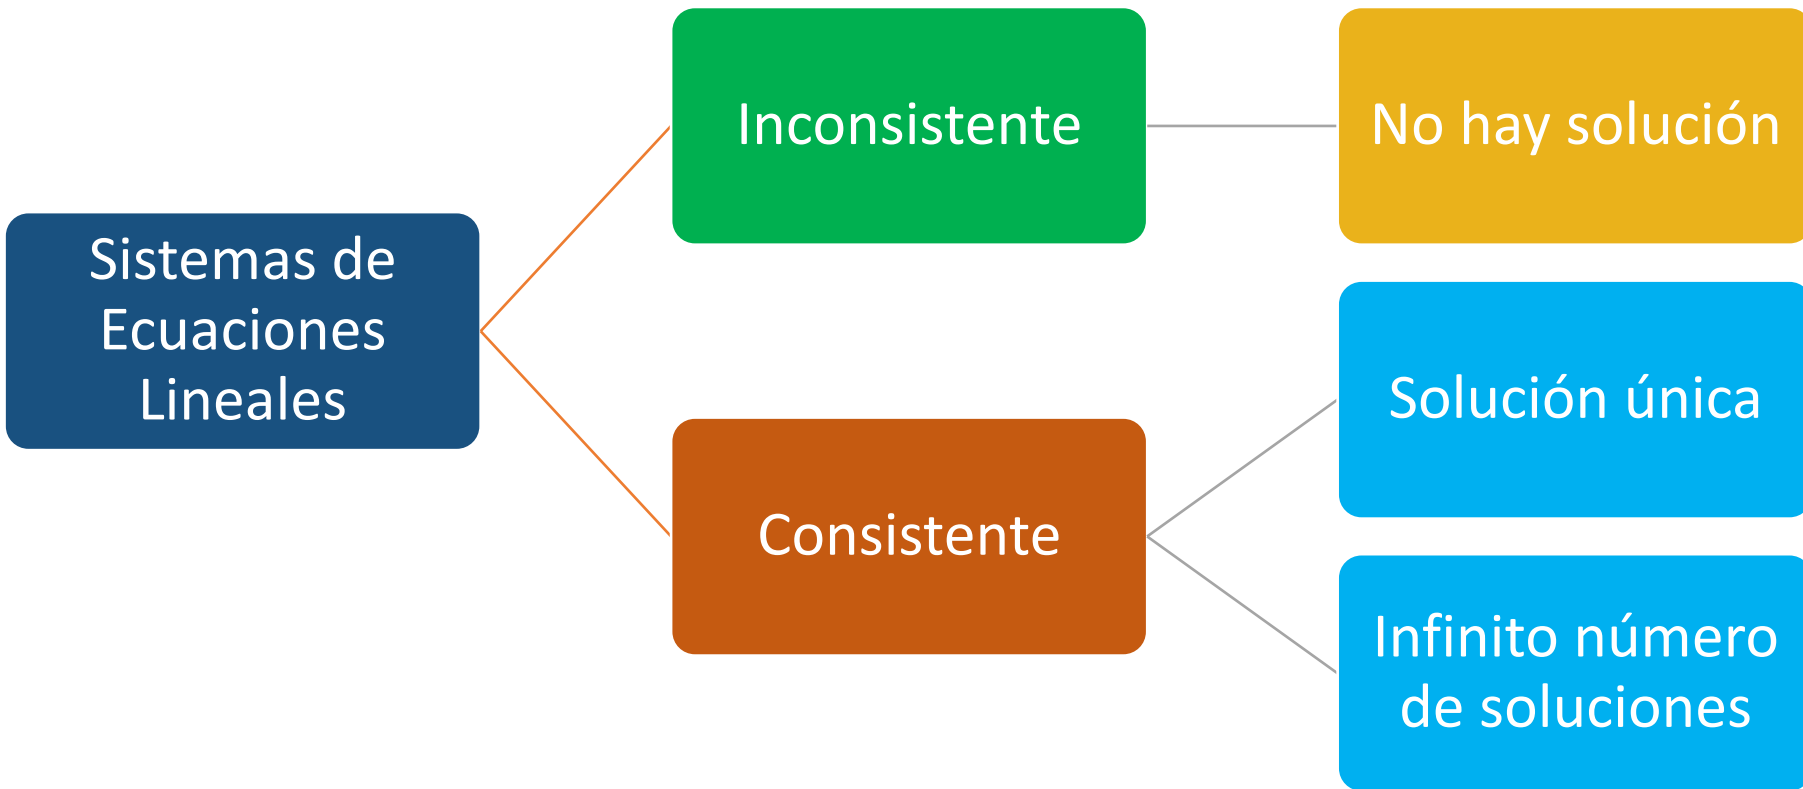 Sistemas de
Ecuaciones
Lineales
Inconsistente
No hay solución
Consistente
Solución única
Infinito número
de soluciones